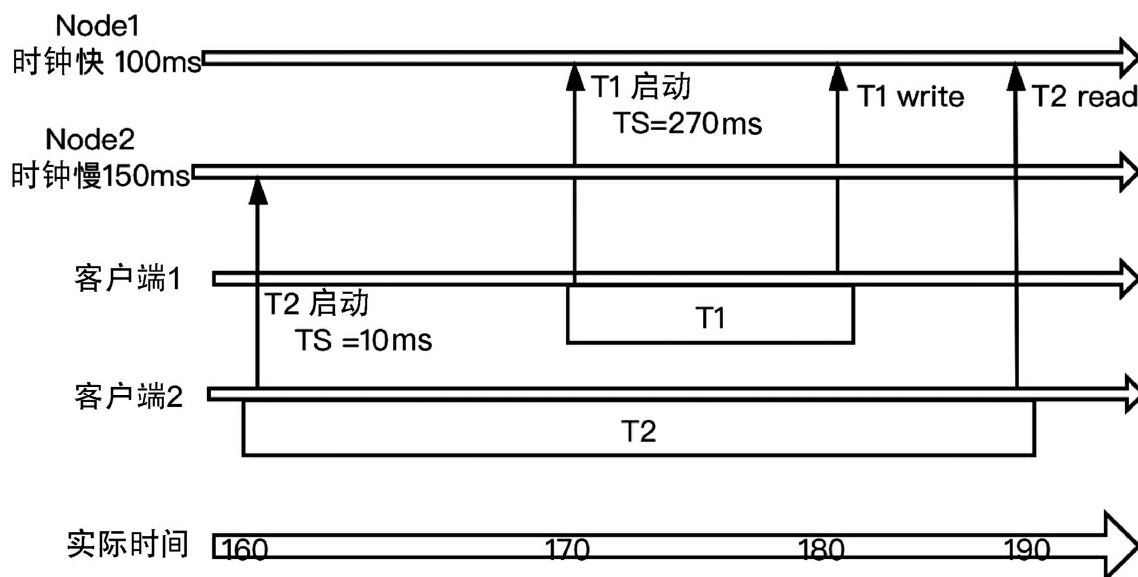 Node1
时钟快 100ms
T1 启动
TS=270ms
T1 write
T2 read
Node2
时钟慢150ms
客户端1
T2 启动
TS =10ms
T1
客户端2
T2
实际时间
160
170
180
190